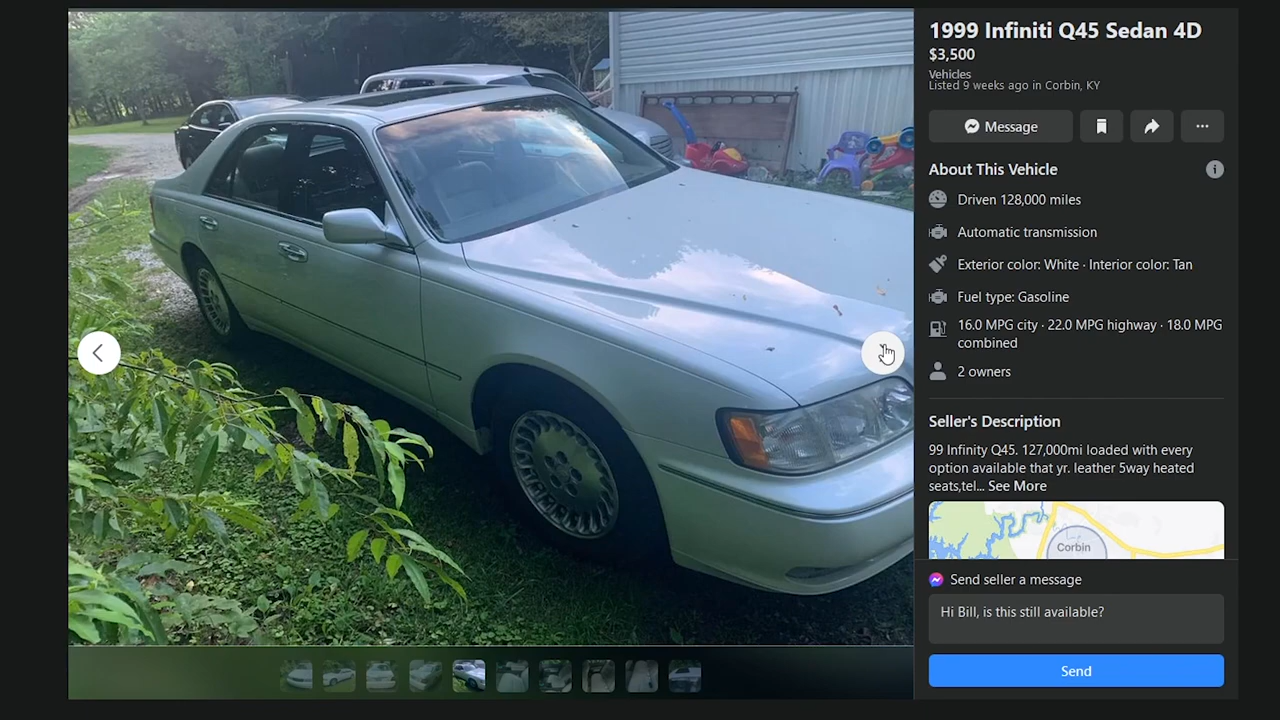 1999 Infiniti Q45 Sedan 4D
$3,500
Vehicles
Listed 9 weeks ago in Corbin, KY
Message
About This Vehicle
Driven 128,000 miles
Automatic transmission
Exterior color: White · Interior color: Tan
Fuel type: Gasoline
16.0 MPG city · 22.0 MPG highway · 18.0 MPG
combined
2 owners
Seller's Description
99 Infinity Q45. 127,000mi loaded with every
option available that yr. leather 5way heated
seats,tel... See More
Corbin
Send seller a message
Hi Bill, is this still available?
Send